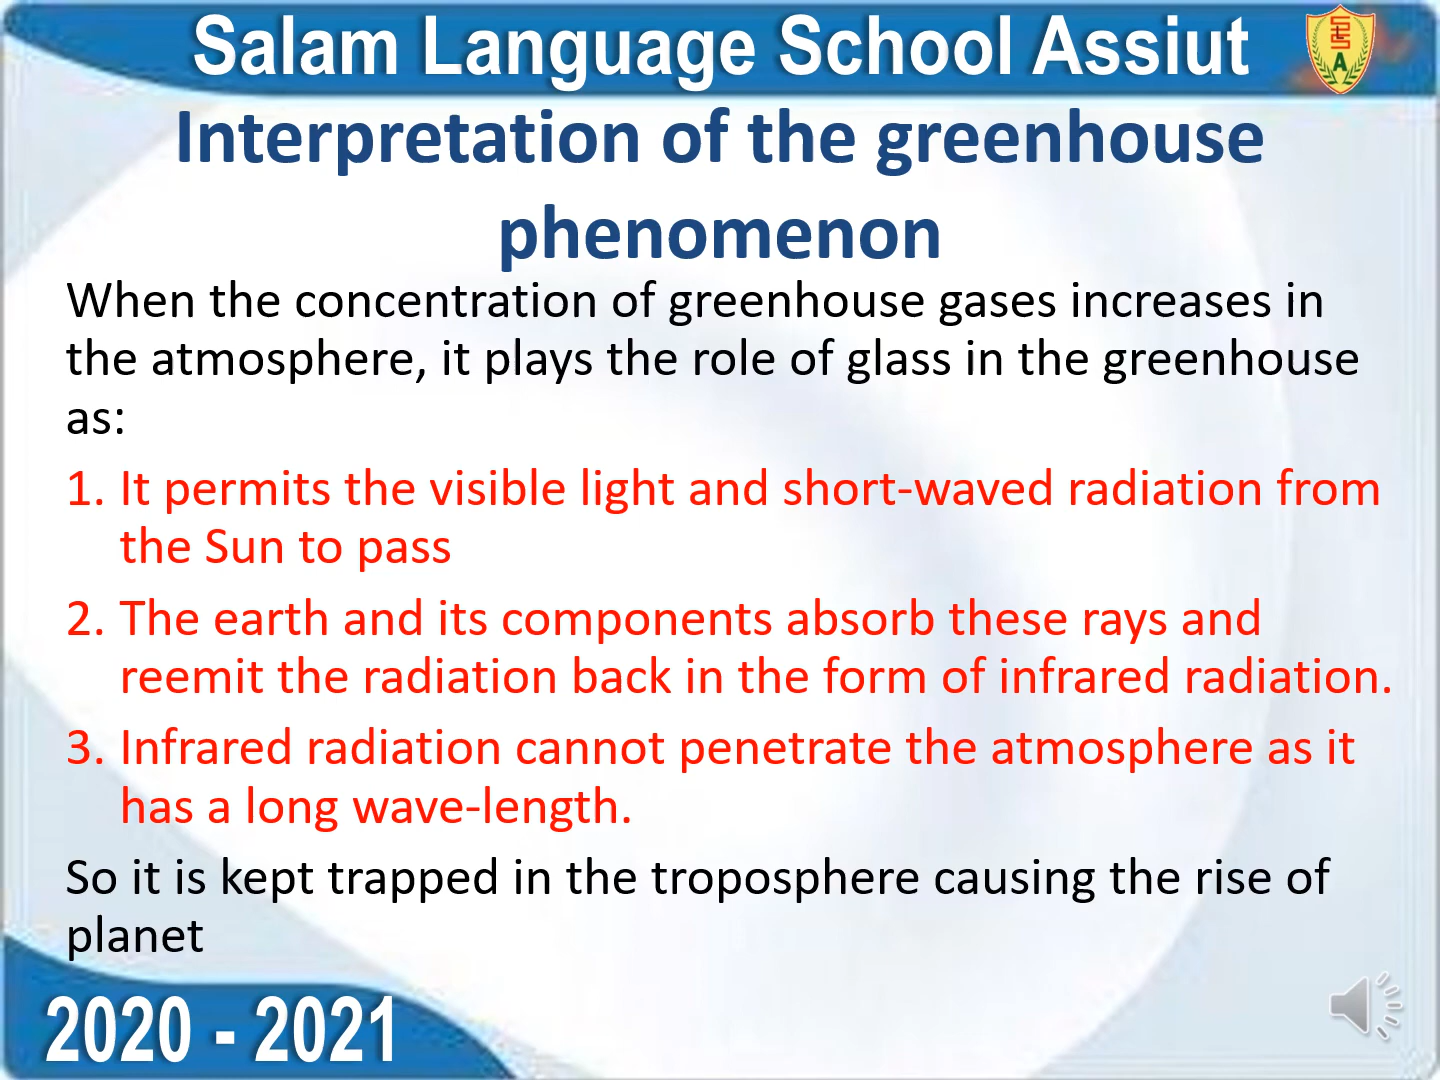 Salam Language School Assiut
Interpretation of the greenhouse
phenomenon
When the concentration of greenhouse gases increases in
the atmosphere, it plays the role of glass in the greenhouse
as:
1. It permits the visible light and short-waved radiation from
the Sun to pass
2. The earth and its components absorb these rays and
reemit the radiation back in the form of infrared radiation.
3. Infrared radiation cannot penetrate the atmosphere as it
has a long wave-length.
So it is kept trapped in the troposphere causing the rise of
planet
2020 - 2021